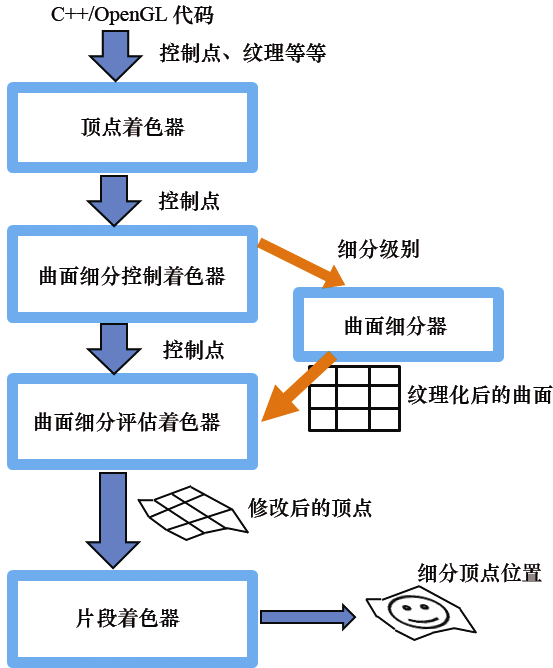 C++/OpenGL 代码
控制点、纹理等等
顶点着色器
控制点
细分级别
曲面细分控制着色器
曲面细分器
控制点
纹理化后的曲面
曲面细分评估着色器
修改后的顶点
细分顶点位置
片段着色器